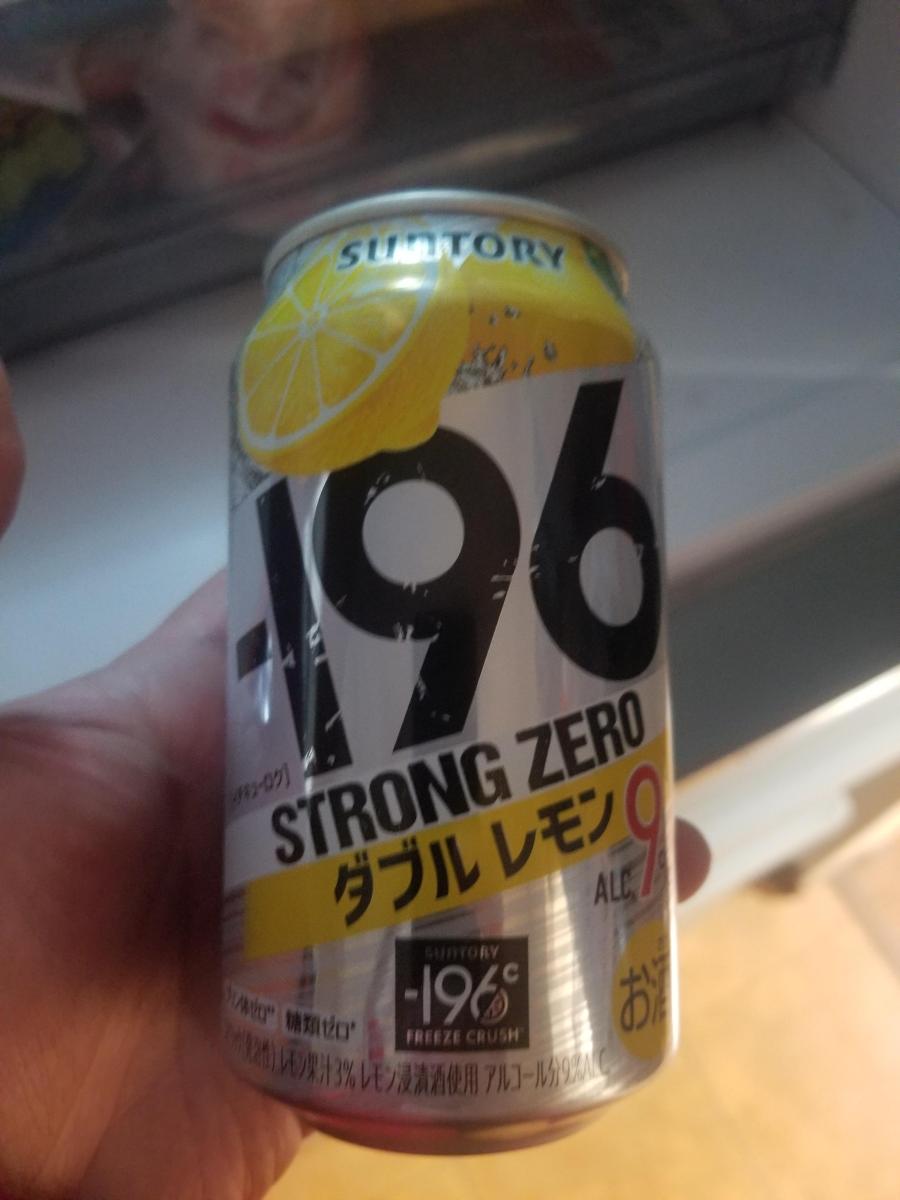 SUNTORY
-196
STRONG ZERO
ダブル レモン
ALC. 9
お酒
SUNTORY
-196°C
FREEZE CRUSH
糖類ゼロ*
レモン果汁3% レモン浸漬酒使用 アルコール分9%